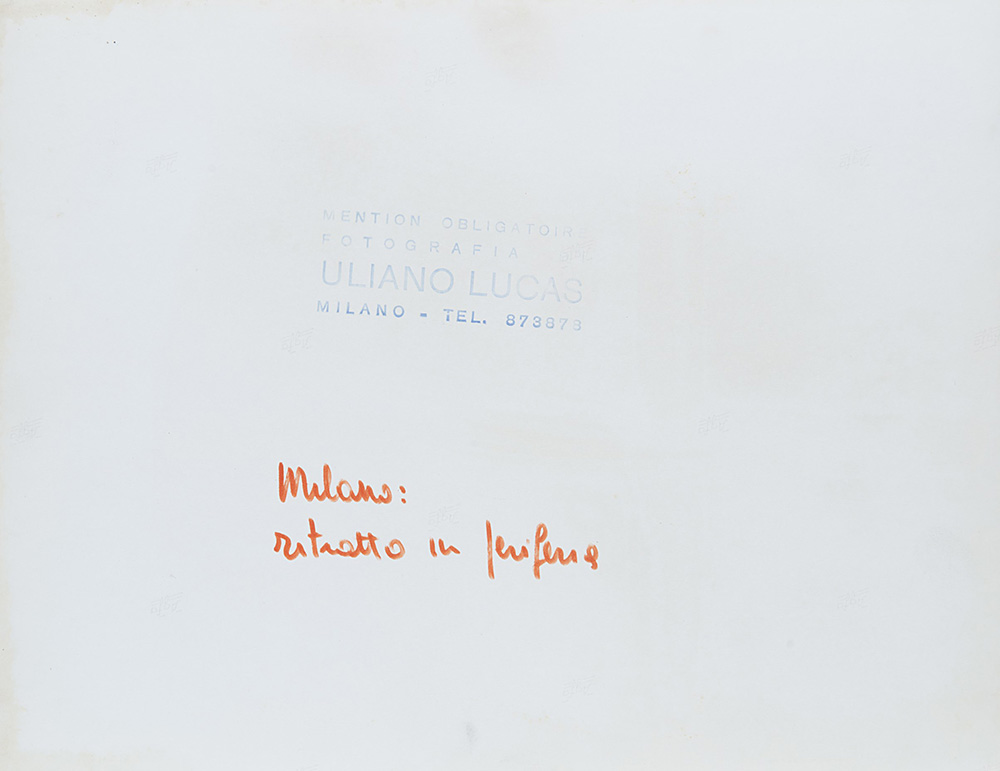 MENTION OBLIGATOIRE
FOTOGRAFIA
ULIANO LUCAS
MILANO - TEL. 873873
Milano:
ritratto in periferia